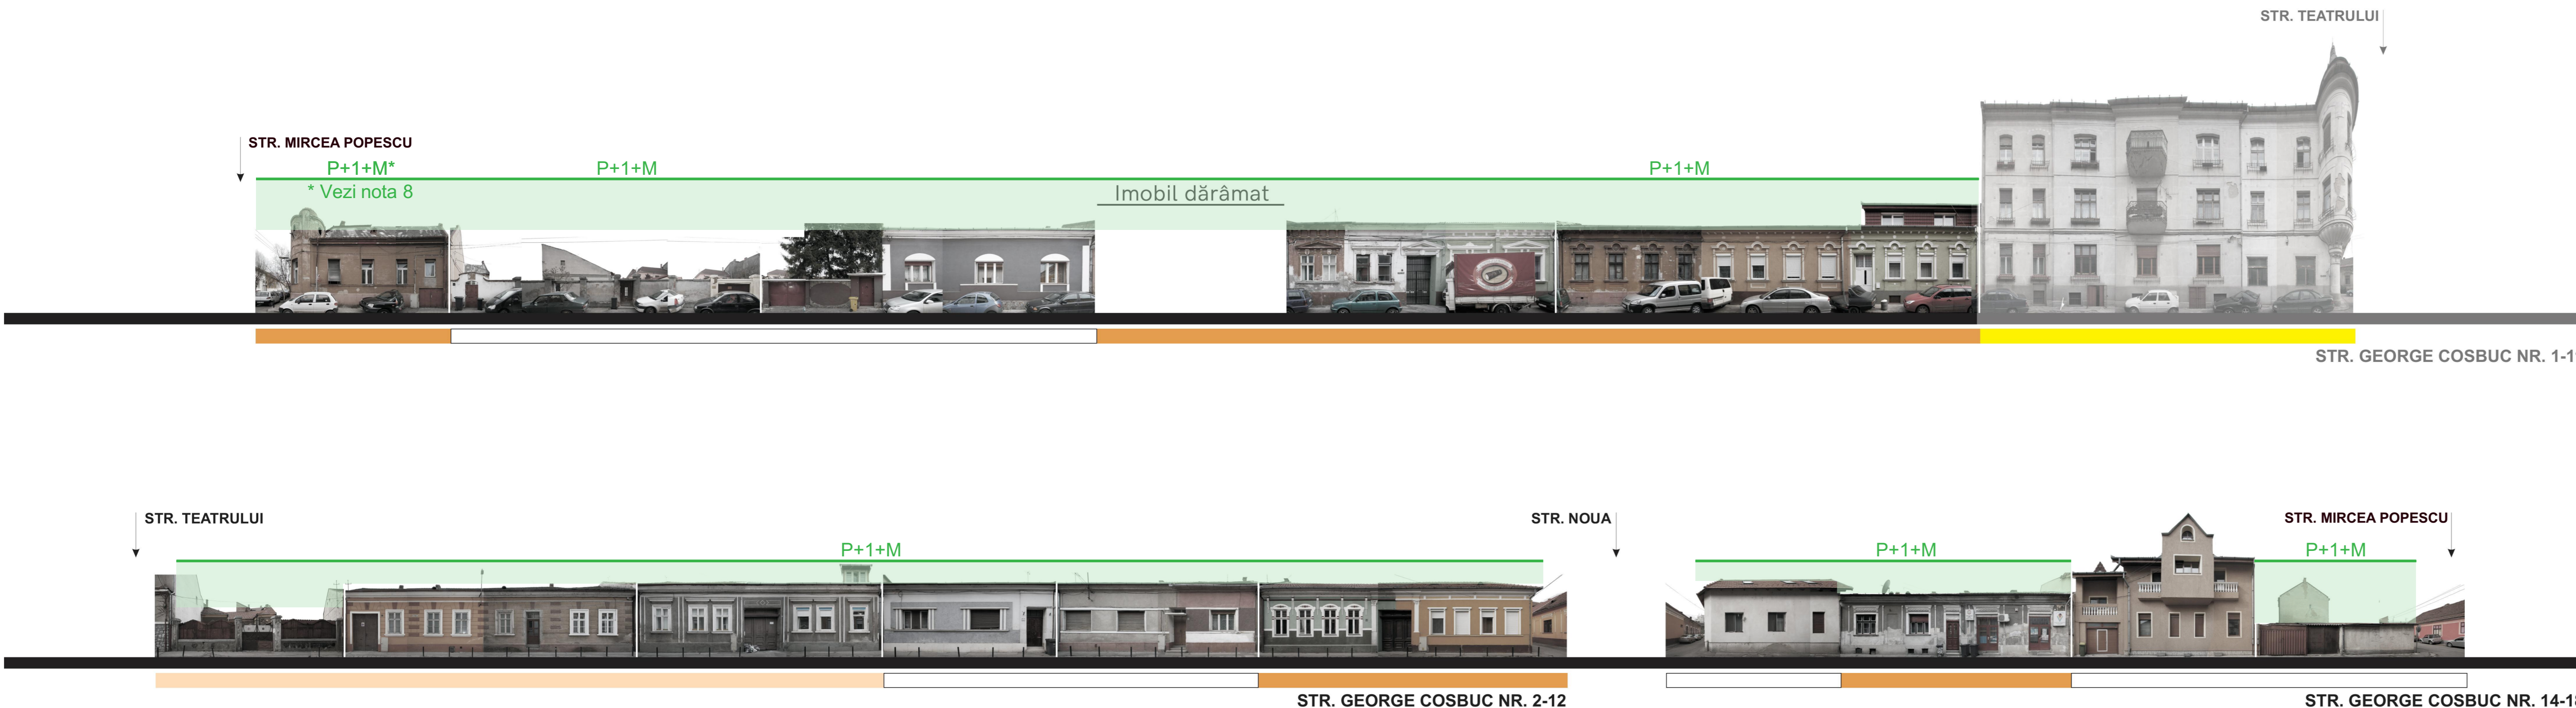 STR. TEATRULUI
STR. MIRCEA POPESCU
P+1+M*
P+1+M
P+1+M
* Vezi nota 8
Imobil dărâmat
STR. GEORGE COSBUC NR. 1-1
STR. TEATRULUI
STR. NOUA
STR. MIRCEA POPESCU
P+1+M
P+1+M
P+1+M
STR. GEORGE COSBUC NR. 2-12
STR. GEORGE COSBUC NR. 14-18